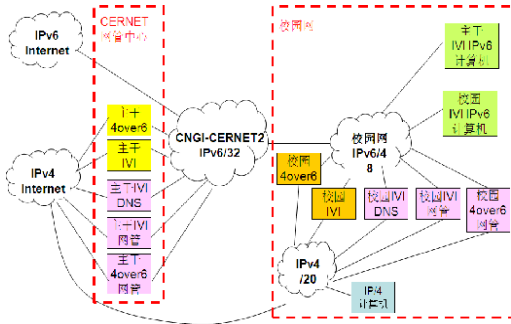 CERNET
网管中心
校园网
IPv6
Internet
主干
IVI IPv6
计算机
主干
4over6
CNGI-CERNET2
IPv6/32
校园
IVI IPv6
计算机
校园网
IPv6/4
8
主干
IVI
校园
4over6
IPv4
Internet
主干IVI
DNS
校园
IVI
校园IVI
DNS
校园IVI
网管
校园
4over6
网管
主干IVI
网管
主干
4over6
网管
IPv4
/20
IP/4
计算机